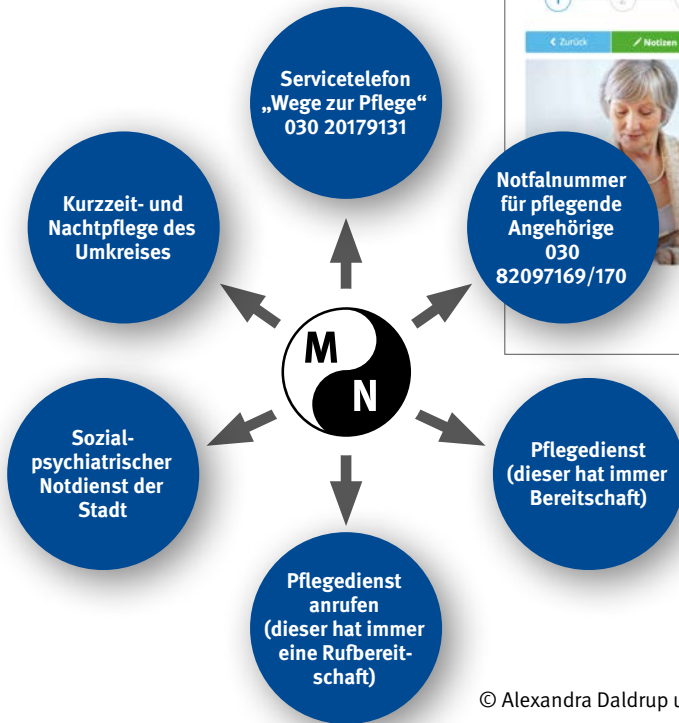 1
2
Zurück
Notizen
Servicetelefon
„Wege zur Pflege“
030 20179131
Kurzzeit- und
Nachtpflege des
Umkreises
Notfalnummer
für pflegende
Angehörige
030
82097169/170
M
N
Sozial-
psychiatrischer
Notdienst der
Stadt
Pflegedienst
(dieser hat immer
Bereitschaft)
Pflegedienst
anrufen
(dieser hat immer
eine Rufbereit-
schaft)
© Alexandra Daldrup u